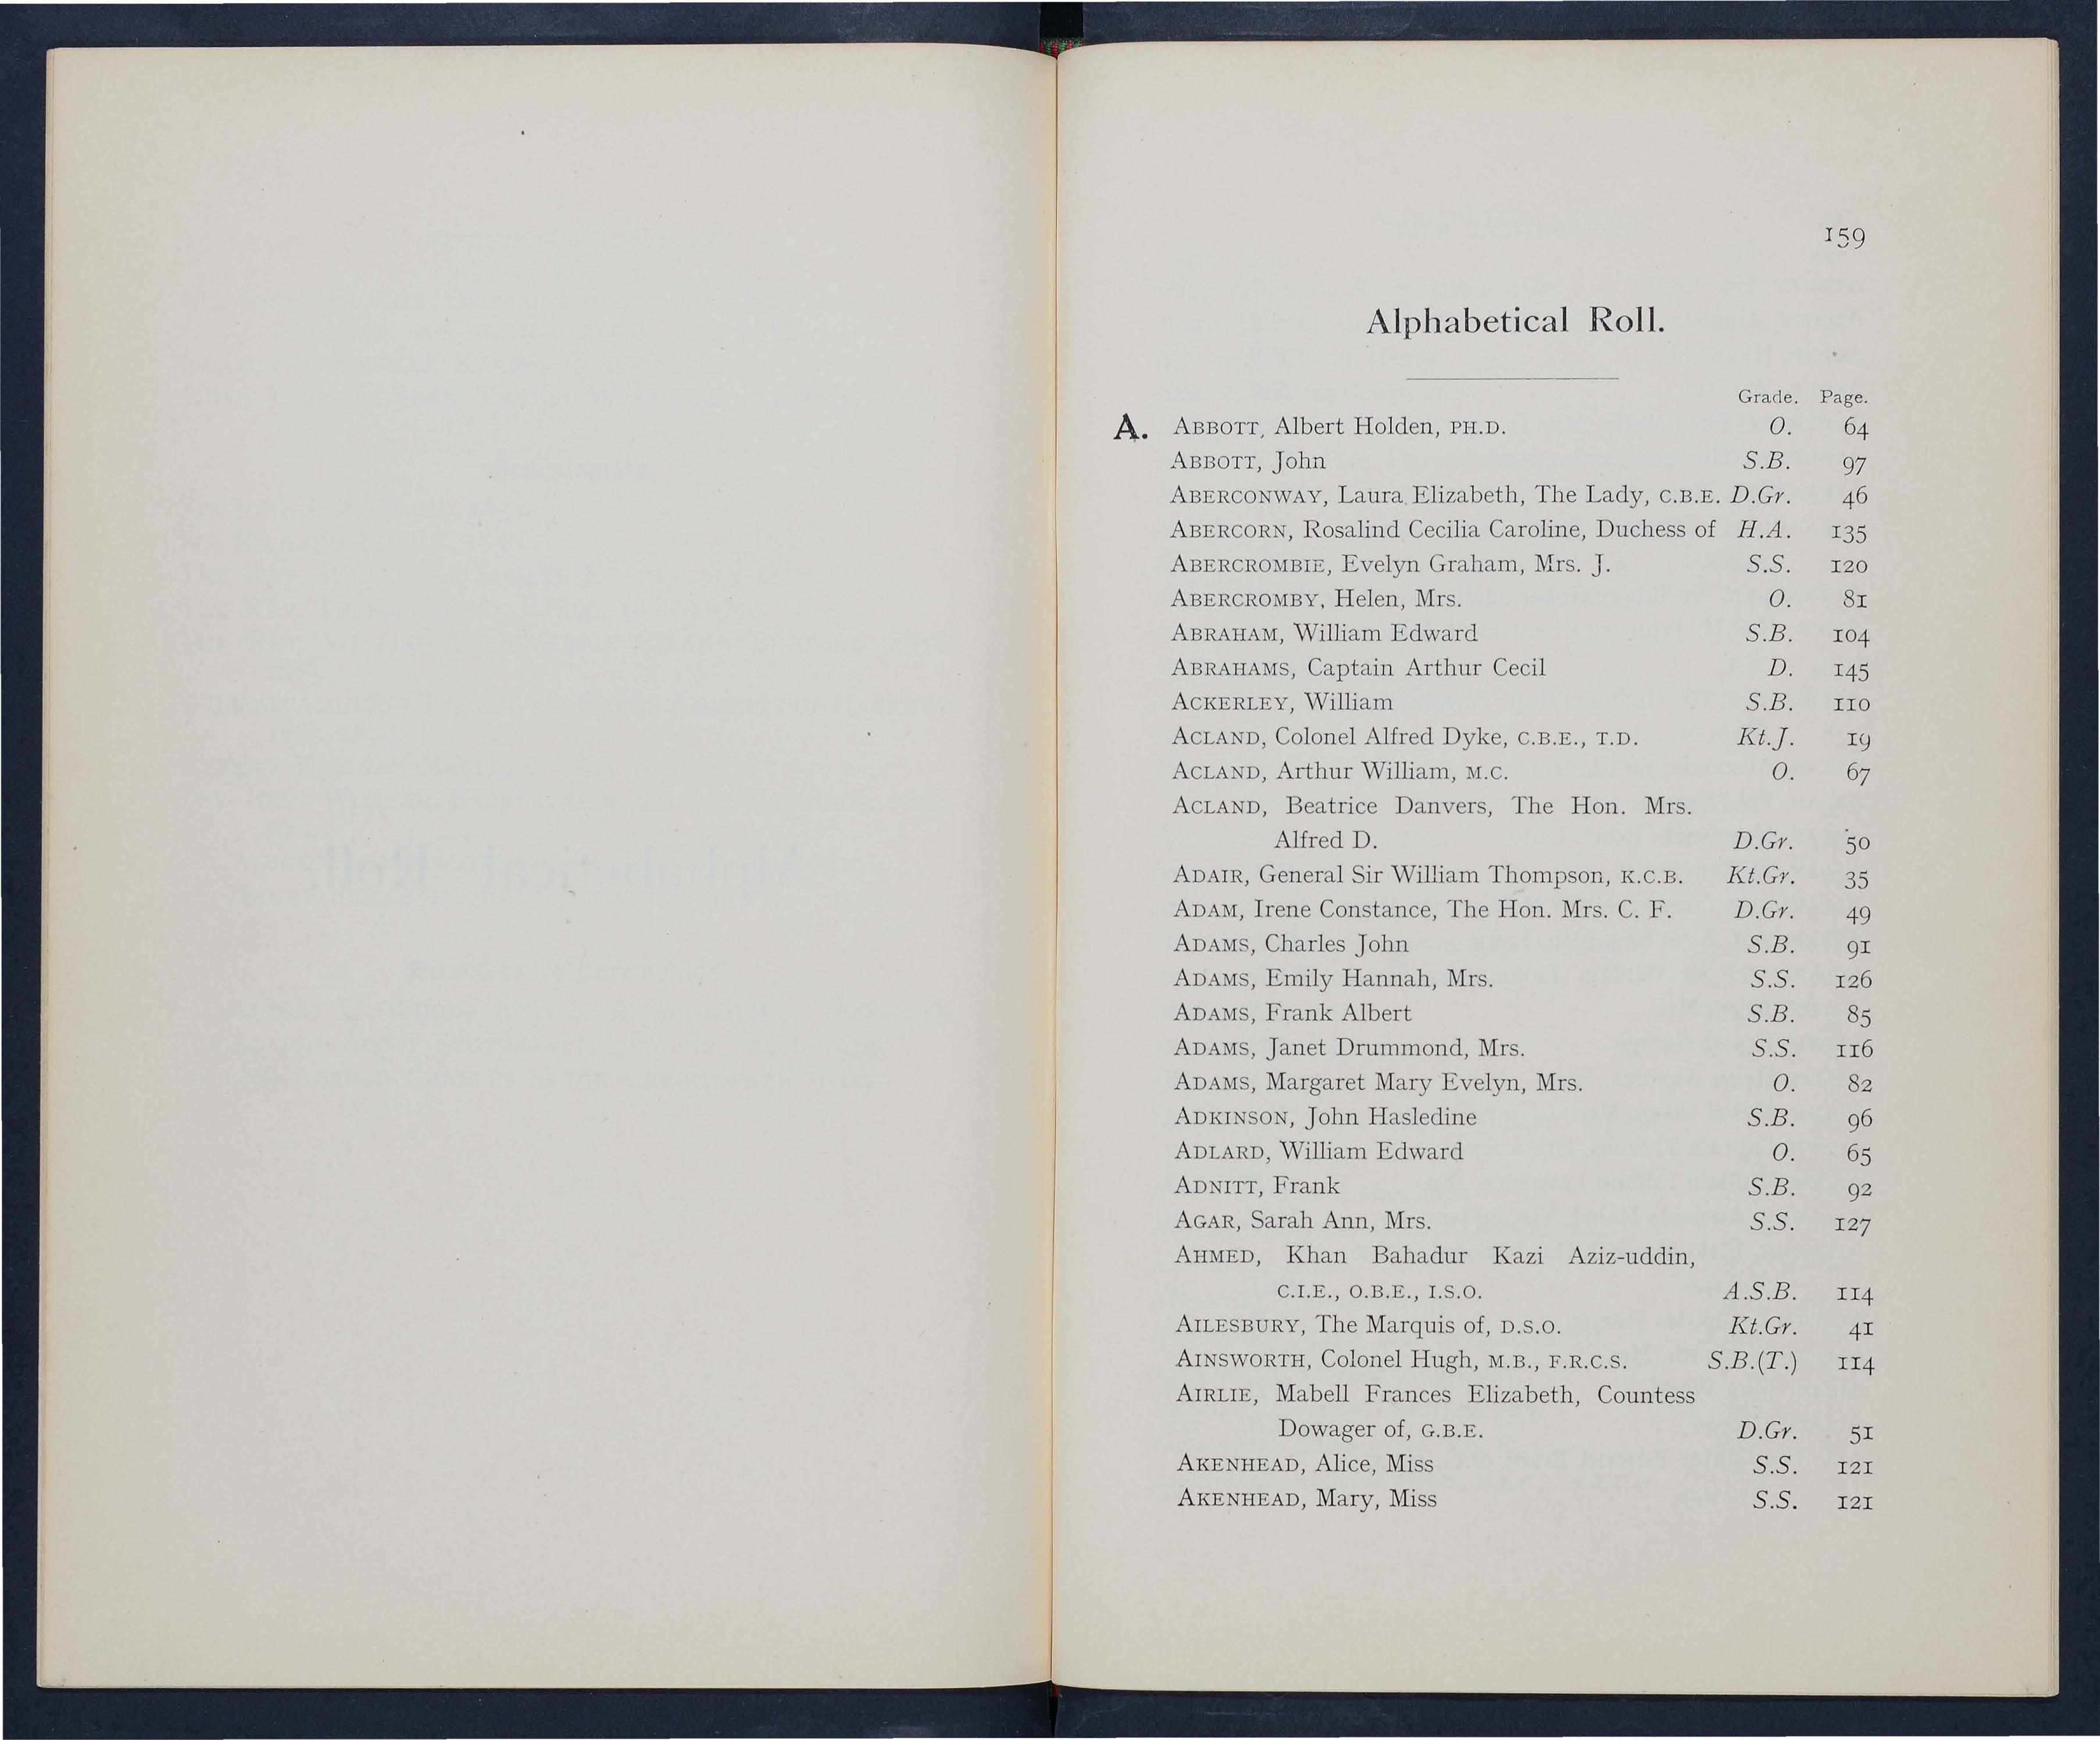 159
Alphabetical Roll.
Grade. Page.
A. ABBOTT, Albert Holden, PH.D. O. 64
ABBOTT, John S.B. 97
ABERCONWAY, Laura Elizabeth, The Lady, C.B.E. D.Gr. 46
ABERCORN, Rosalind Cecilia Caroline, Duchess of H.A. 135
ABERCROMBIE, Evelyn Graham, Mrs. J. S.S. 120
ABERCROMBY, Helen, Mrs. O. 81
ABRAHAM, William Edward S.B. 104
ABRAHAMS, Captain Arthur Cecil D. 145
ACKERLEY, William S.B. 110
ACLAND, Colonel Alfred Dyke, C.B.E., T.D. Kt.J. 19
ACLAND, Arthur William, M.C. O. 67
ACLAND, Beatrice Danvers, The Hon. Mrs.
Alfred D. D.Gr. 50
ADAIR, General Sir William Thompson, K.C.B. Kt.Gr. 35
ADAM, Irene Constance, The Hon. Mrs. C. F. D.Gr. 49
ADAMS, Charles John S.B. 91
ADAMS, Emily Hannah, Mrs. S.S. 126
ADAMS, Frank Albert S.B. 85
ADAMS, Janet Drummond, Mrs. S.S. 116
ADAMS, Margaret Mary Evelyn, Mrs. O. 82
ADKINSON, John Hasledine S.B. 96
ADLARD, William Edward O. 65
ADNITT, Frank S.B. 92
AGAR, Sarah Ann, Mrs. S.S. 127
AHMED, Khan Bahadur Kazi Aziz-uddin,
C.I.E., O.B.E., I.S.O. A.S.B. 114
AILESBURY, The Marquis of, D.S.O. Kt.Gr. 41
AINSWORTH, Colonel Hugh, M.B., F.R.C.S. S.B.(T.) 114
AIRLIE, Mabell Frances Elizabeth, Countess
Dowager of, G.B.E. D.Gr. 51
AKENHEAD, Alice, Miss S.S. 121
AKENHEAD, Mary, Miss S.S. 121